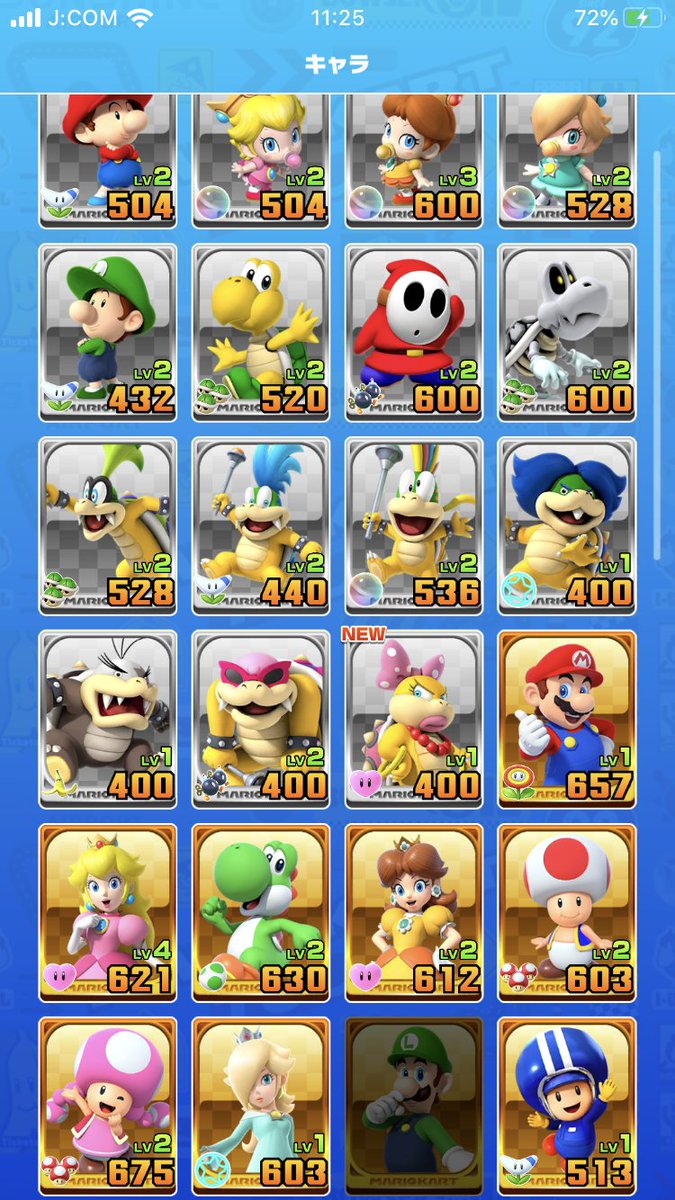 J:COM 11:25 72%
キャラ
LV2 504 LV2 504 LV3 600 LV2 528
LV2 432 LV2 520 LV2 600 LV2 600
LV2 528 LV2 440 LV2 536 LV1 400
NEW
LV1 400 LV2 400 LV1 400 LV1 657
LV4 621 LV2 630 LV2 612 LV2 603
LV2 675 LV1 603 MARIOKART LV1 513